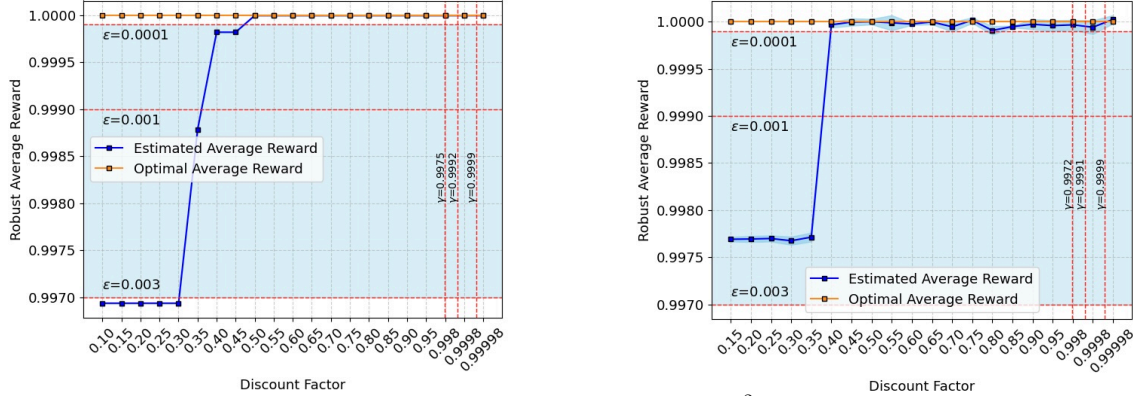 1.0000
0.9995
0.9990
0.9985
0.9980
0.9975
0.9970
Robust Average Reward
ε=0.0001
ε=0.001
ε=0.003
Estimated Average Reward
Optimal Average Reward
γ=0.9975
γ=0.9992
γ=0.9999
0.10
0.15
0.20
0.25
0.30
0.35
0.40
0.45
0.50
0.55
0.60
0.65
0.70
0.75
0.80
0.85
0.90
0.95
0.998
0.9998
0.99998
Discount Factor
1.0000
0.9995
0.9990
0.9985
0.9980
0.9975
0.9970
Robust Average Reward
ε=0.0001
ε=0.001
ε=0.003
Estimated Average Reward
Optimal Average Reward
γ=0.9972
γ=0.9991
γ=0.9999
0.15
0.20
0.25
0.30
0.35
0.40
0.45
0.50
0.55
0.60
0.65
0.70
0.75
0.80
0.85
0.90
0.95
0.998
0.9998
0.99998
Discount Factor